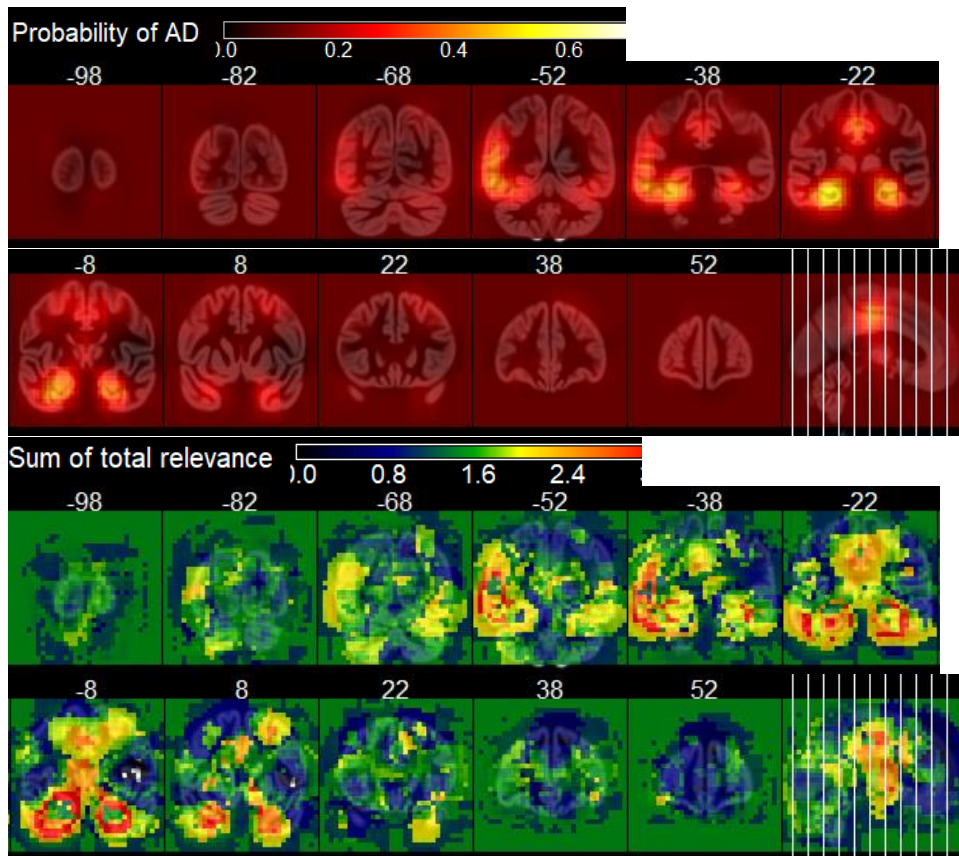 Probability of AD
).0 0.2 0.4 0.6
-98 -82 -68 -52 -38 -22
-8 8 22 38 52
Sum of total relevance
).0 0.8 1.6 2.4
-98 -82 -68 -52 -38 -22
-8 8 22 38 52